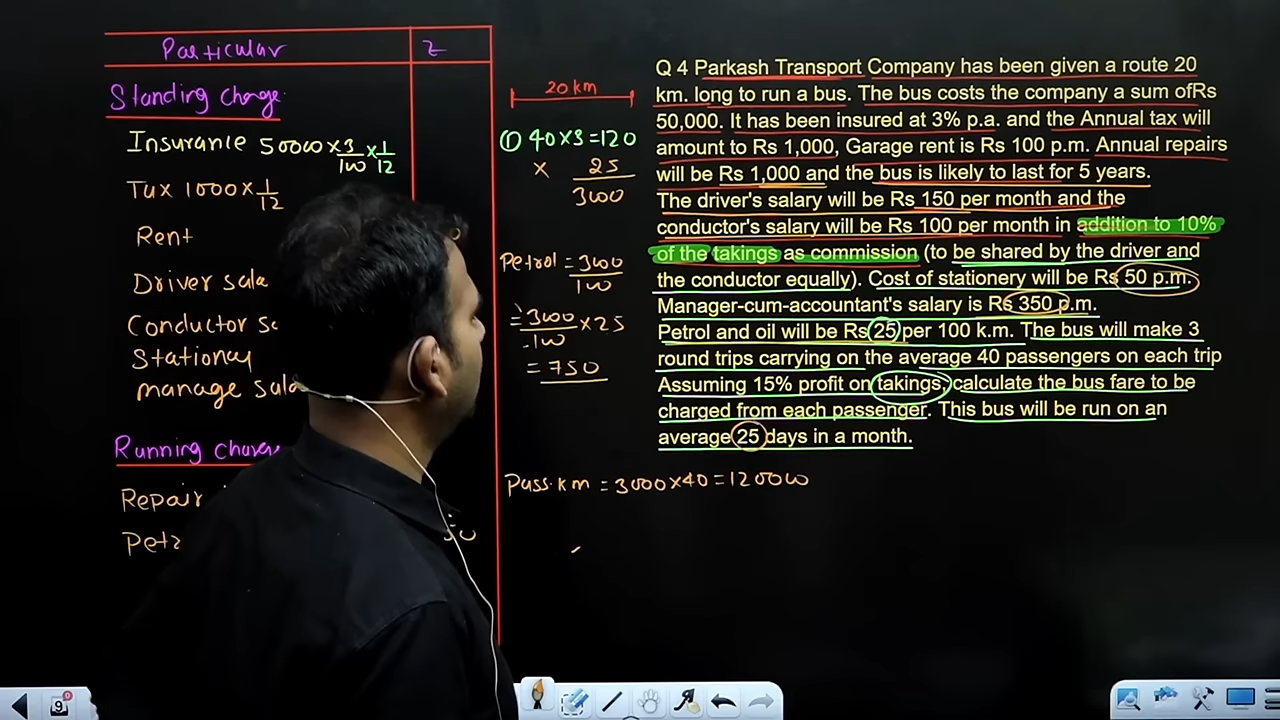 Particular
₹
Standing charge
Insurance 50000 × 3/100 × 1/12
Tax 1000 × 1/12
Rent
Driver sala
Conductor sa
Stationey
manage sala
Running charge
Repair
Pet
50
20 km
① 40×3=120
× 25
3000
Petrol = 3000/100
= 3000/100 × 25
= 750
Pass.km = 3000×40=120000
Q 4 Parkash Transport Company has been given a route 20
km. long to run a bus. The bus costs the company a sum ofRs
50,000. It has been insured at 3% p.a. and the Annual tax will
amount to Rs 1,000, Garage rent is Rs 100 p.m. Annual repairs
will be Rs 1,000 and the bus is likely to last for 5 years.
The driver's salary will be Rs 150 per month and the
conductor's salary will be Rs 100 per month in addition to 10%
of the takings as commission (to be shared by the driver and
the conductor equally). Cost of stationery will be Rs 50 p.m.
Manager-cum-accountant's salary is Rs 350 p.m.
Petrol and oil will be Rs 25 per 100 k.m. The bus will make 3
round trips carrying on the average 40 passengers on each trip
Assuming 15% profit on takings, calculate the bus fare to be
charged from each passenger. This bus will be run on an
average 25 days in a month.
9